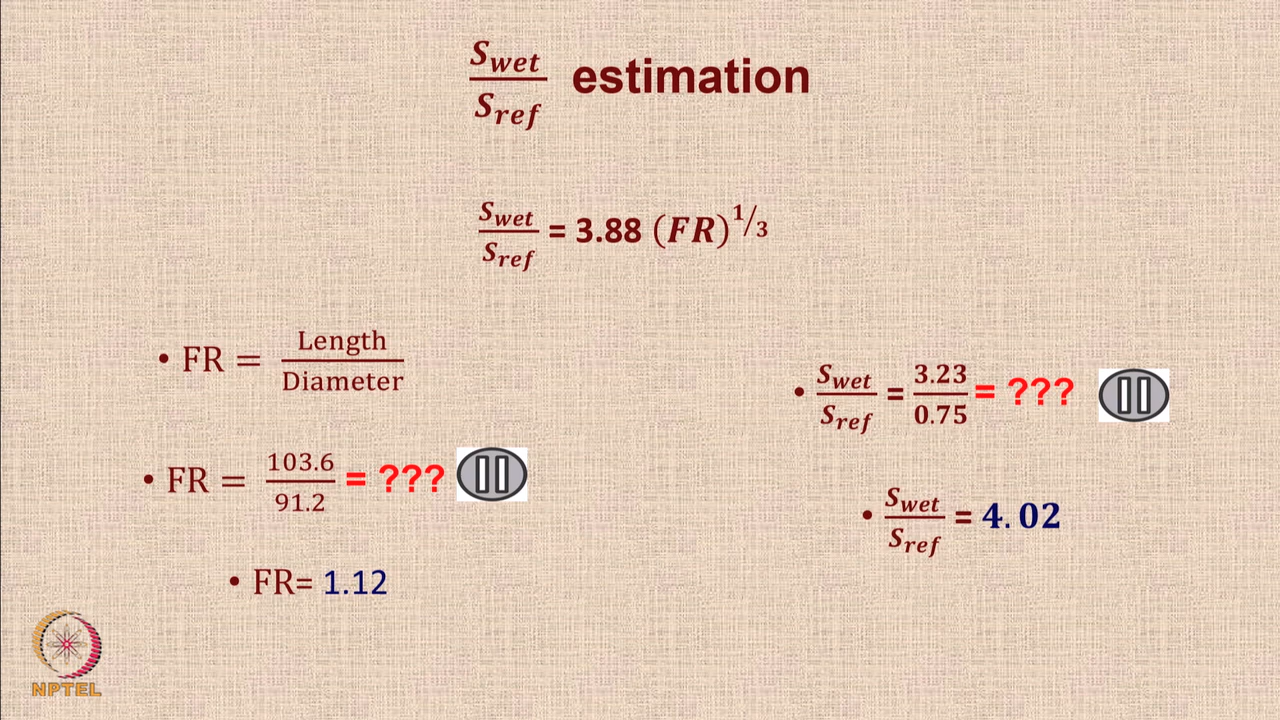 S_wet/S_ref estimation
S_wet/S_ref = 3.88 (FR)^1/3
• FR = Length/Diameter
• FR = 103.6/91.2 = ???
• FR= 1.12
• S_wet/S_ref = 3.23/0.75 = ???
• S_wet/S_ref = 4.02
NPTEL